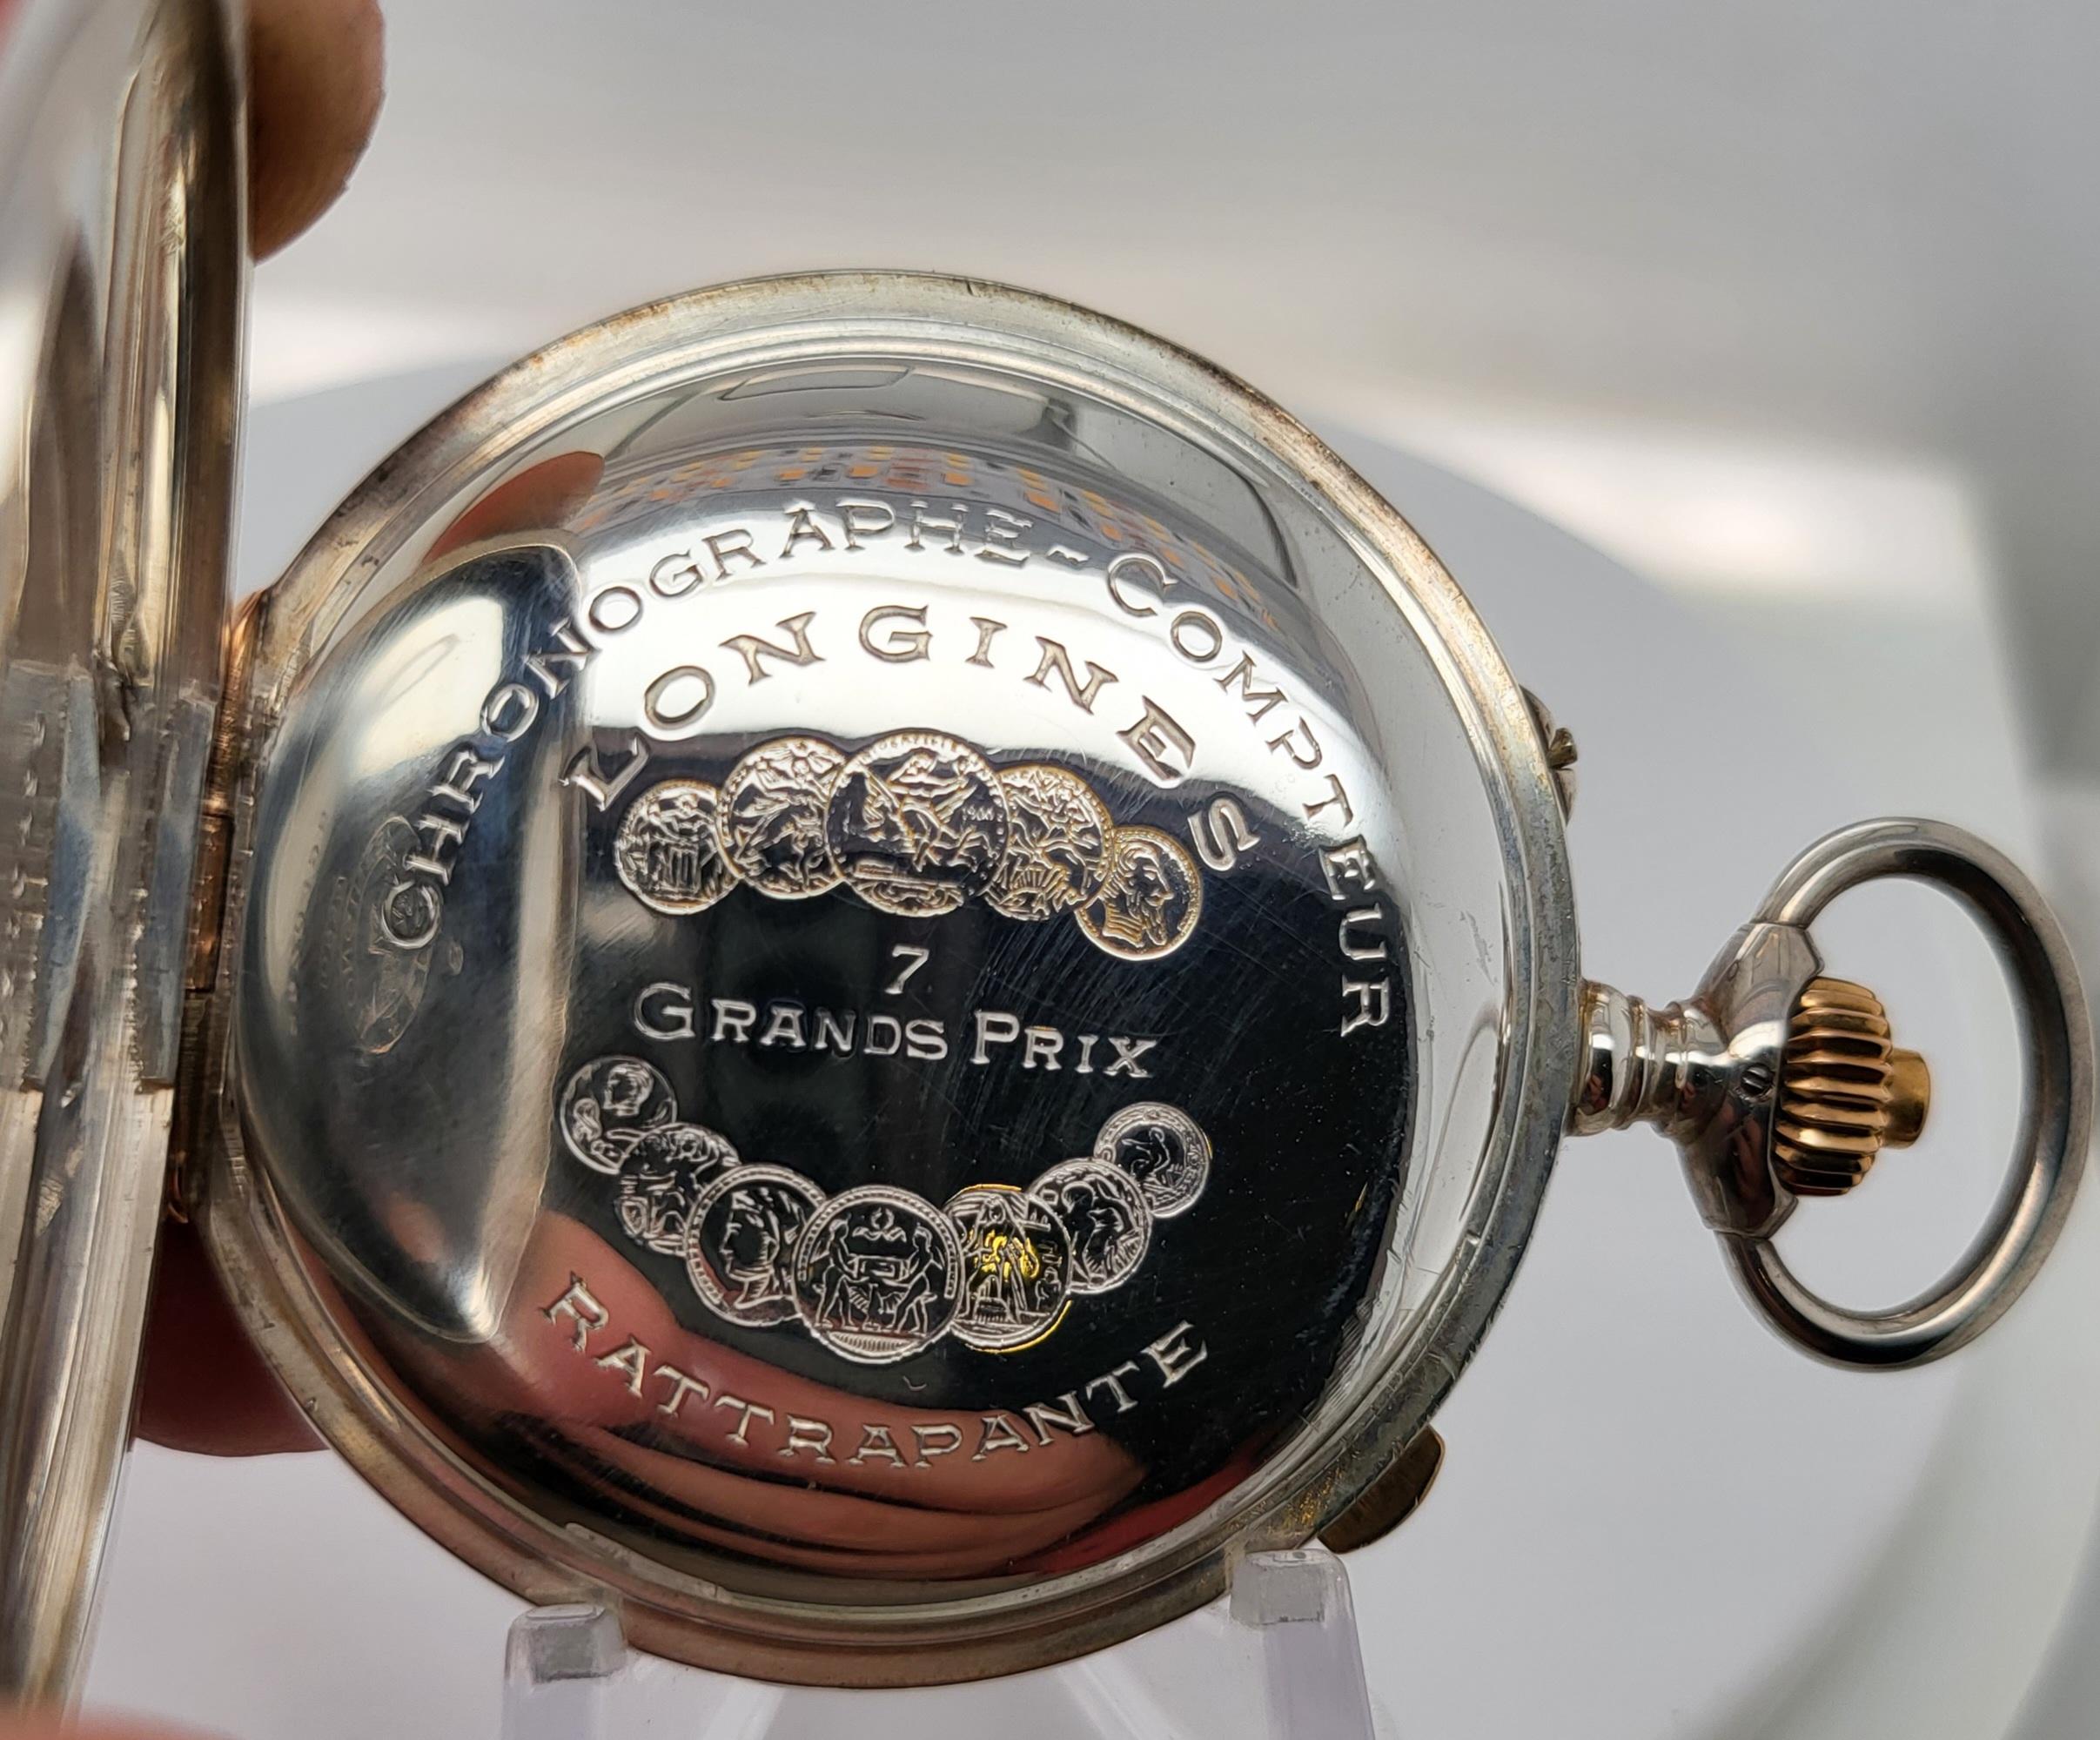 CHRONOGRAPHE-COMPTEUR
LONGINES
7
GRANDS PRIX
RATTRAPANTE